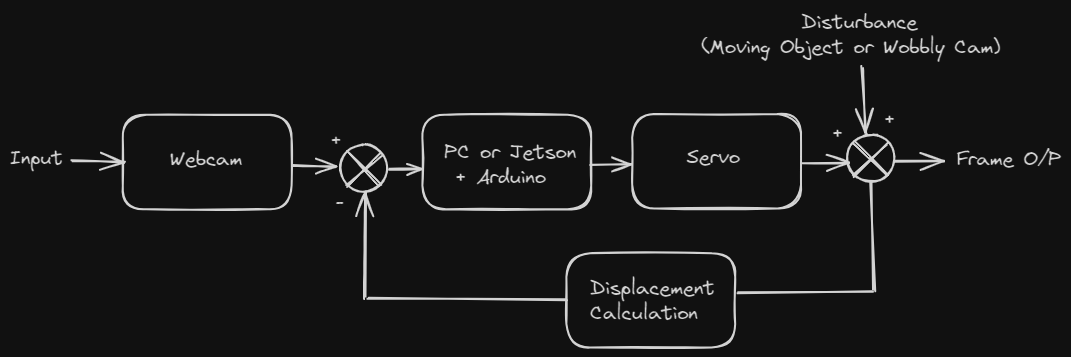 Disturbance
(Moving Object or Wobbly Cam)
+
+
+
Input
Webcam
PC or Jetson
+ Arduino
Servo
Frame O/P
-
Displacement
Calculation